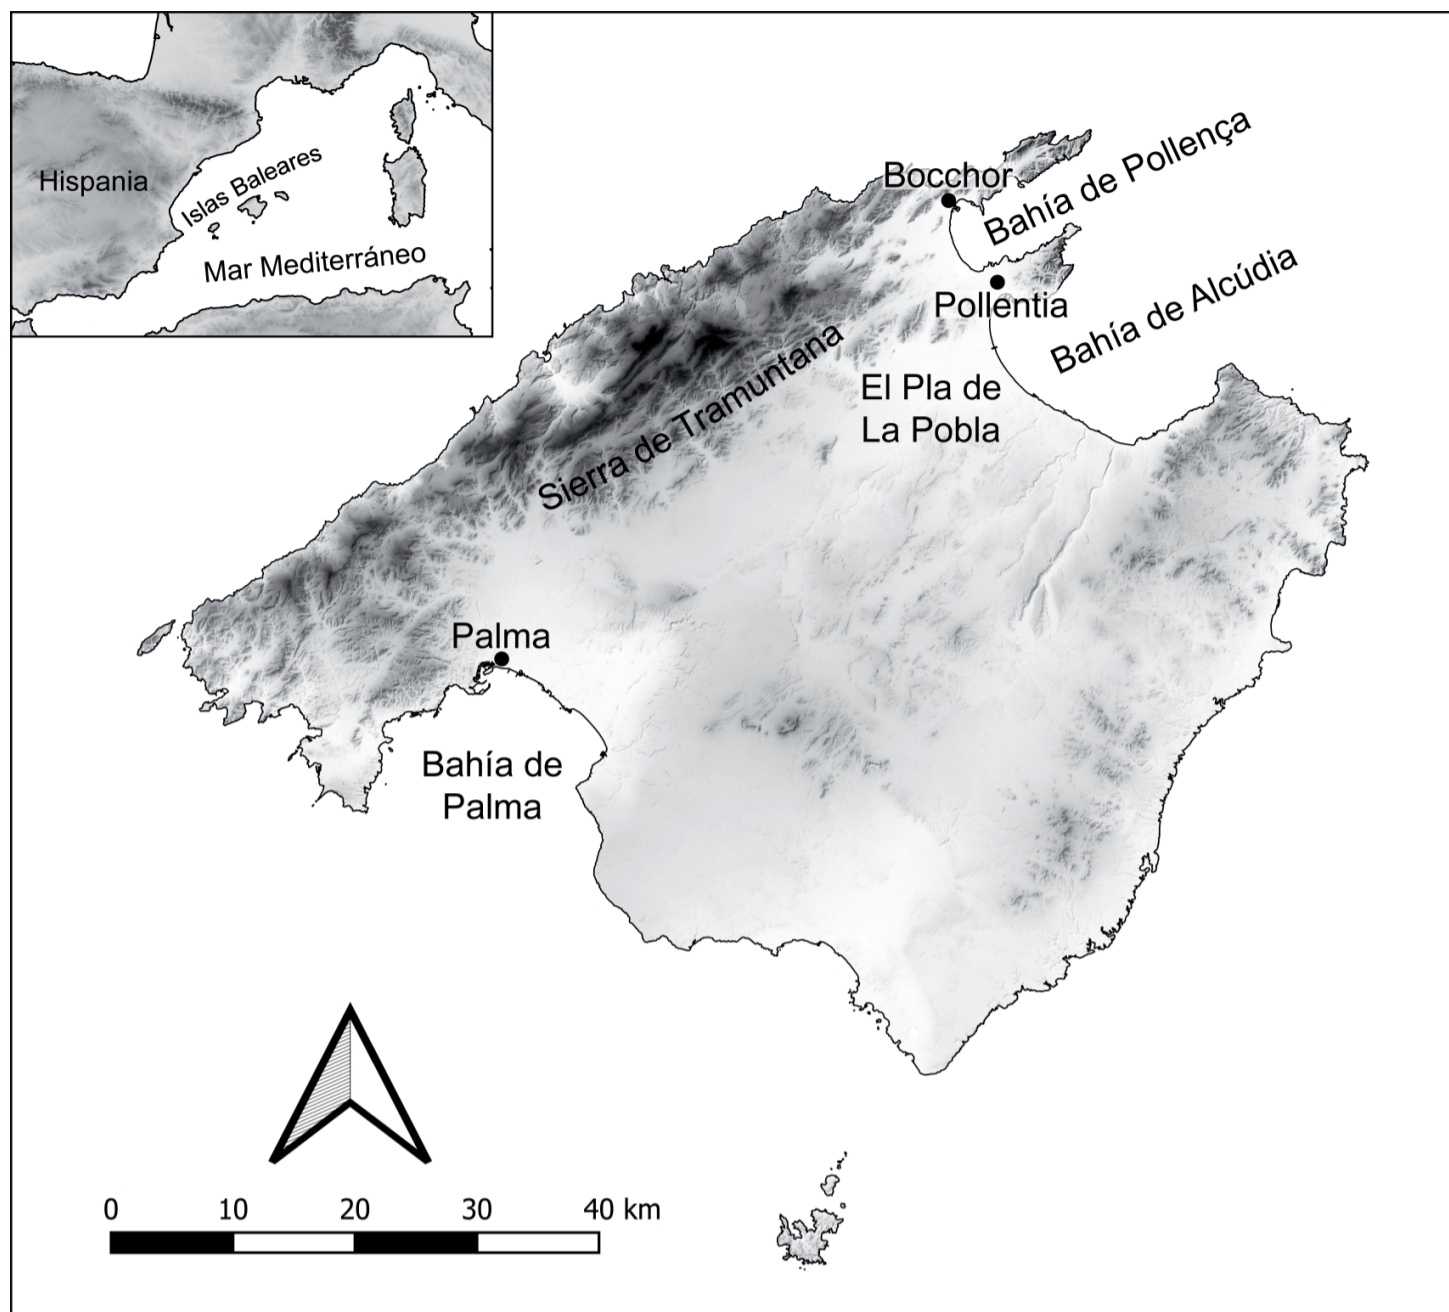 Hispania
Islas Baleares
Mar Mediterráneo
Bocchor
Bahía de Pollença
Pollentia
Bahía de Alcúdia
Sierra de Tramuntana
El Pla de
La Pobla
Palma
Bahía de
Palma
0 10 20 30 40 km